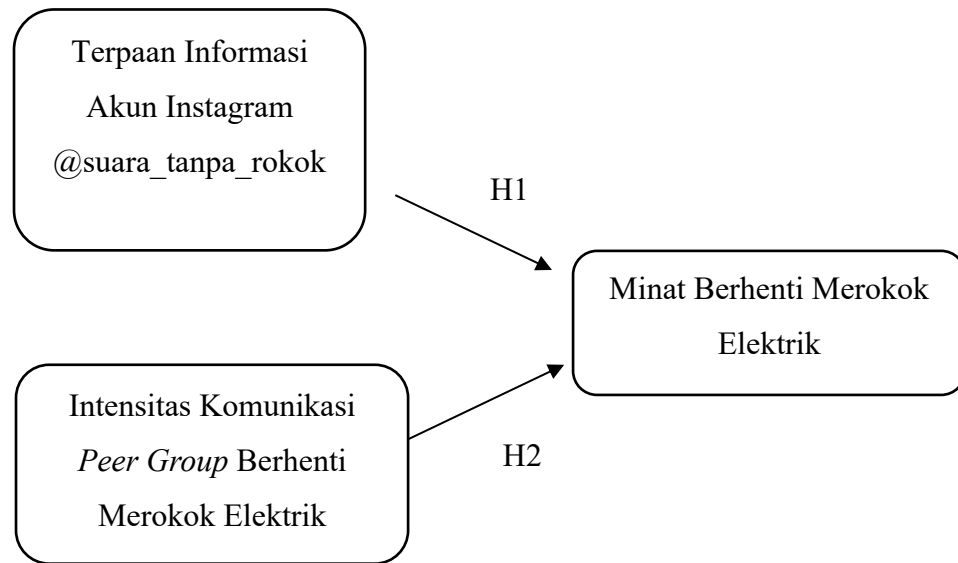 Terpaan Informasi
Akun Instagram
@suara_tanpa_rokok
H1
Minat Berhenti Merokok
Elektrik
Intensitas Komunikasi
Peer Group Berhenti
Merokok Elektrik
H2